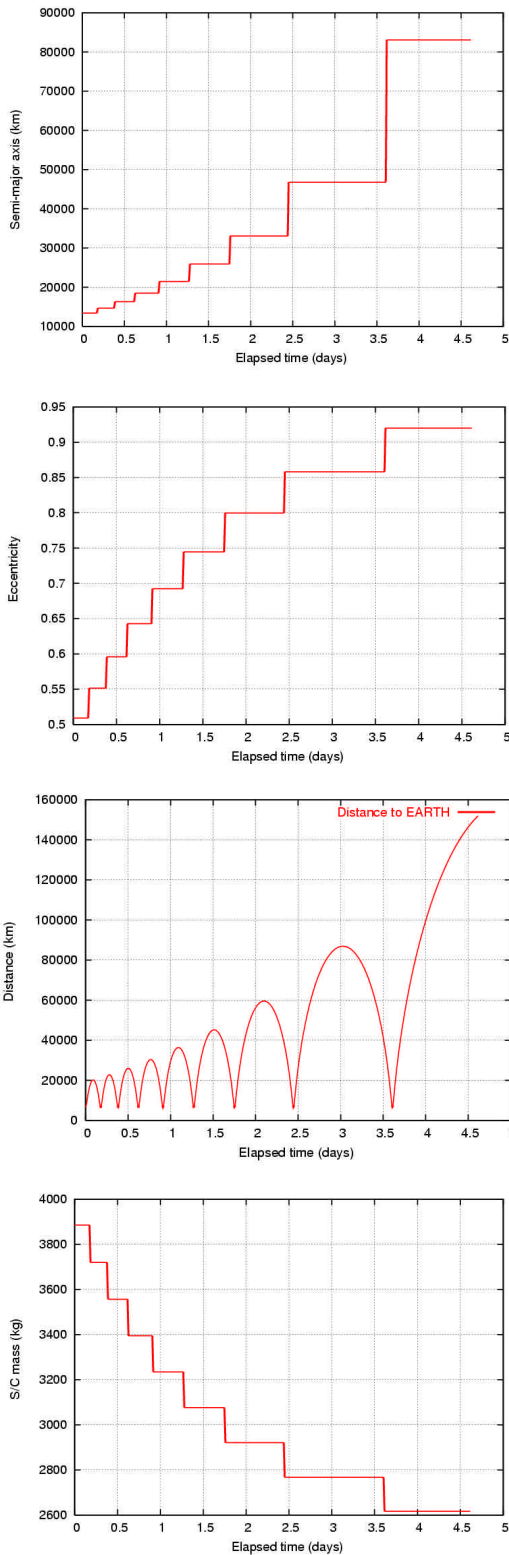 90000
80000
70000
60000
50000
40000
30000
20000
10000
Semi-major axis (km)
0 0.5 1 1.5 2 2.5 3 3.5 4 4.5 5
Elapsed time (days)
0.95
0.9
0.85
0.8
0.75
0.7
0.65
0.6
0.55
0.5
Eccentricity
0 0.5 1 1.5 2 2.5 3 3.5 4 4.5 5
Elapsed time (days)
160000
Distance to EARTH
140000
120000
100000
80000
60000
40000
20000
0
Distance (km)
0 0.5 1 1.5 2 2.5 3 3.5 4 4.5
Elapsed time (days)
4000
3800
3600
3400
3200
3000
2800
2600
S/C mass (kg)
0 0.5 1 1.5 2 2.5 3 3.5 4 4.5 5
Elapsed time (days)